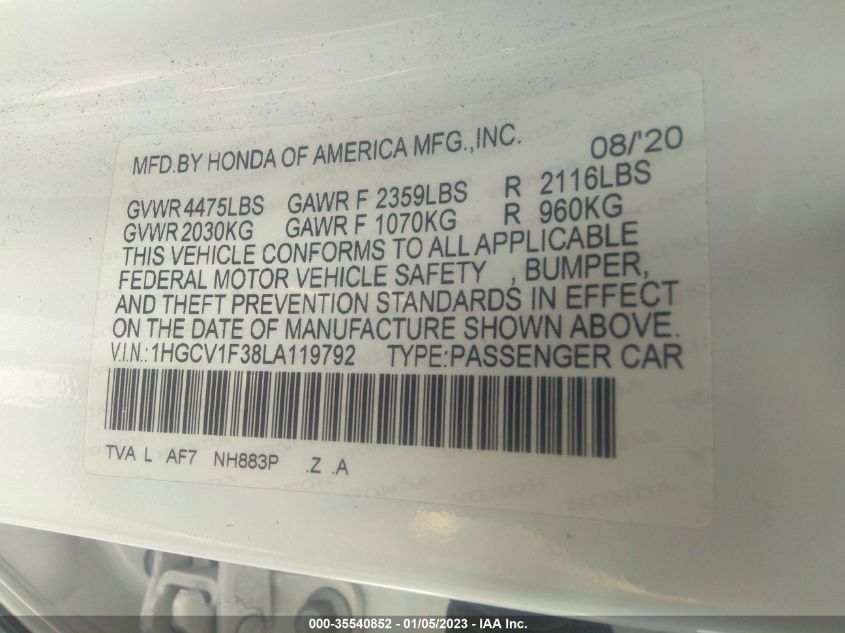 MFD.BY HONDA OF AMERICA MFG.,INC. 08/'20
GVWR 4475LBS GAWR F 2359LBS R 2116LBS
GVWR 2030KG GAWR F 1070KG R 960KG
THIS VEHICLE CONFORMS TO ALL APPLICABLE
FEDERAL MOTOR VEHICLE SAFETY , BUMPER,
AND THEFT PREVENTION STANDARDS IN EFFECT
ON THE DATE OF MANUFACTURE SHOWN ABOVE.
V.I.N.:1HGCV1F38LA119792 TYPE:PASSENGER CAR
TVA L AF7 NH883P .Z .A
000-35540852 — 01/05/2023 — IAA Inc.